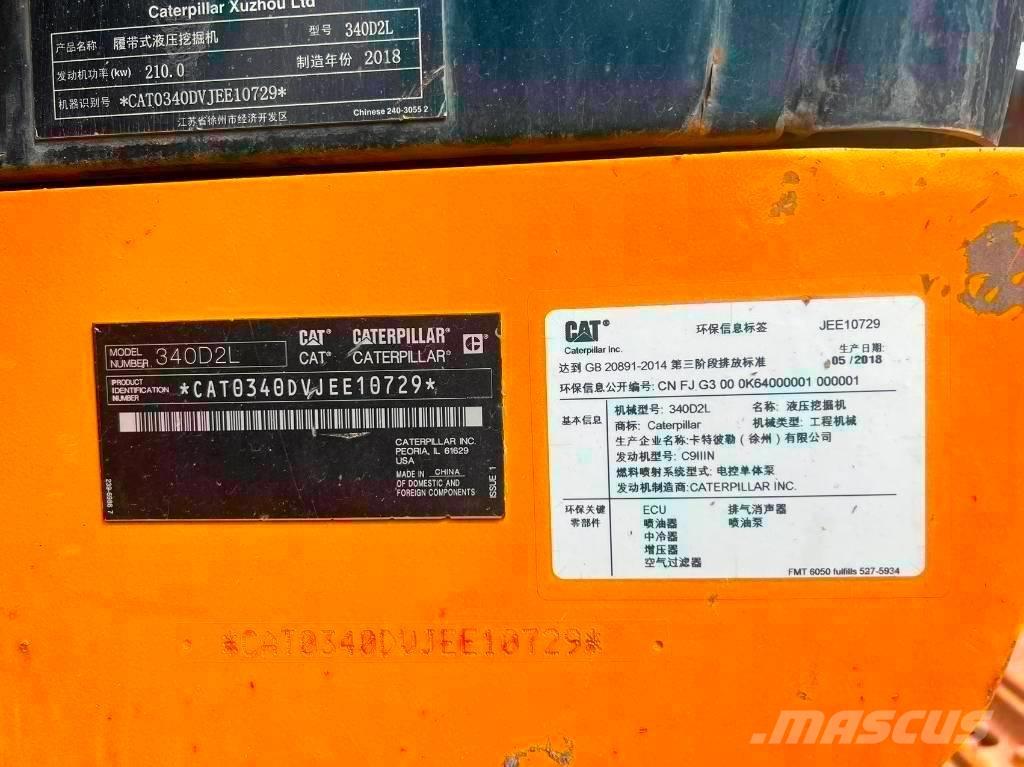 Caterpillar Xuzhou Ltd
产品名称 履带式液压挖掘机 型号 340D2L
发动机功率(kw) 210.0 制造年份 2018
机器识别号 *CAT0340DVJEE10729*
江苏省徐州市经济开发区 Chinese 240-3055 2
CAT® CATERPILLAR®
MODEL NUMBER 340D2L CAT® CATERPILLAR®
PRODUCT IDENTIFICATION NUMBER *CAT0340DVJEE10729*
CATERPILLAR INC.
PEORIA, IL 61629
USA
MADE IN CHINA
OF DOMESTIC AND
FOREIGN COMPONENTS
ISSUE 1
CAT® 环保信息标签 JEE10729
Caterpillar Inc. 生产日期:
达到 GB 20891-2014 第三阶段排放标准 05/2018
环保信息公开编号: CN FJ G3 00 0K64000001 000001
基本信息 机械型号: 340D2L 名称: 液压挖掘机
商标: Caterpillar 机械类型: 工程机械
生产企业名称:卡特彼勒（徐州）有限公司
发动机型号: C9IIIN
燃料喷射系统型式: 电控单体泵
发动机制造商:CATERPILLAR INC.
环保关键零部件 ECU 排气消声器
喷油器 喷油泵
中冷器
增压器
空气过滤器
FMT 6050 fulfills 527-5934
*CAT0340DVJEE10729*
MASCUS